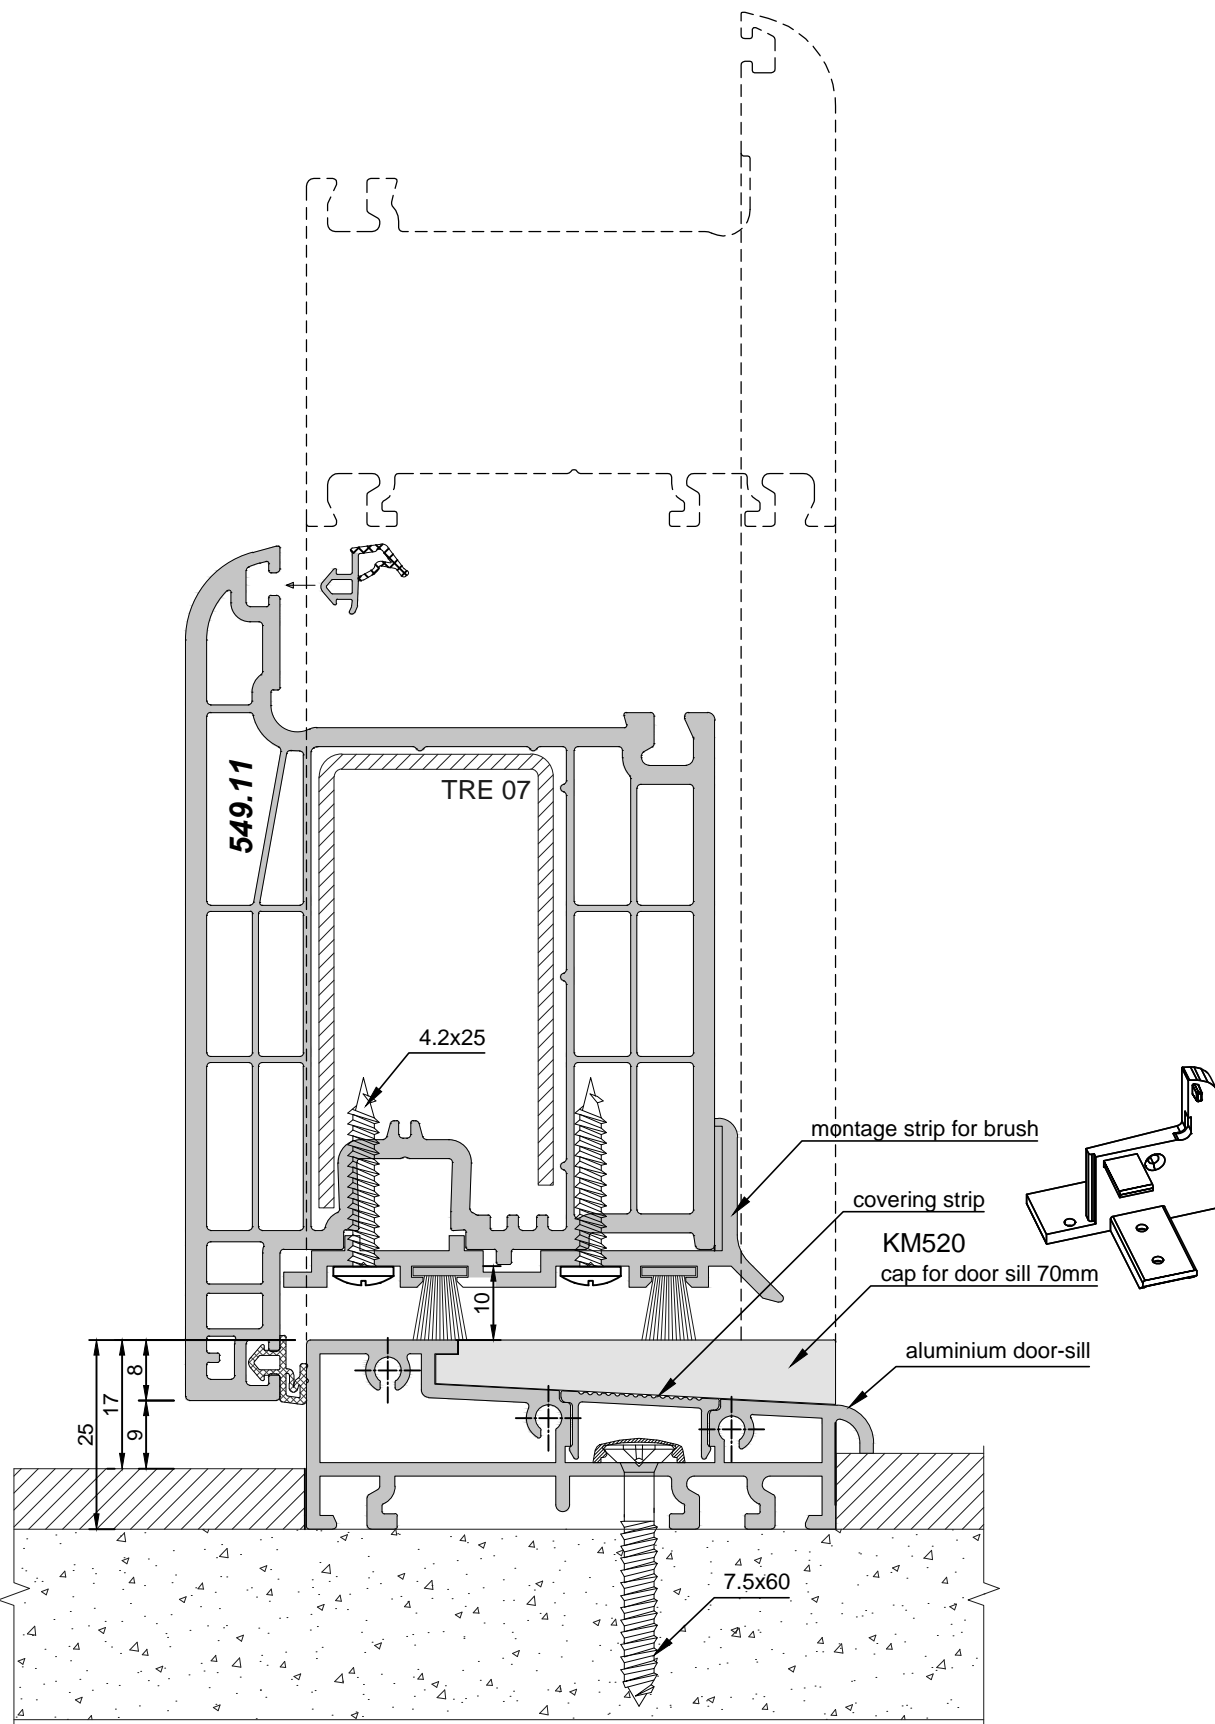 549.11
TRE 07
4.2x25
montage strip for brush
covering strip
KM520
cap for door sill 70mm
10
aluminium door-sill
8
17
25
9
7.5x60